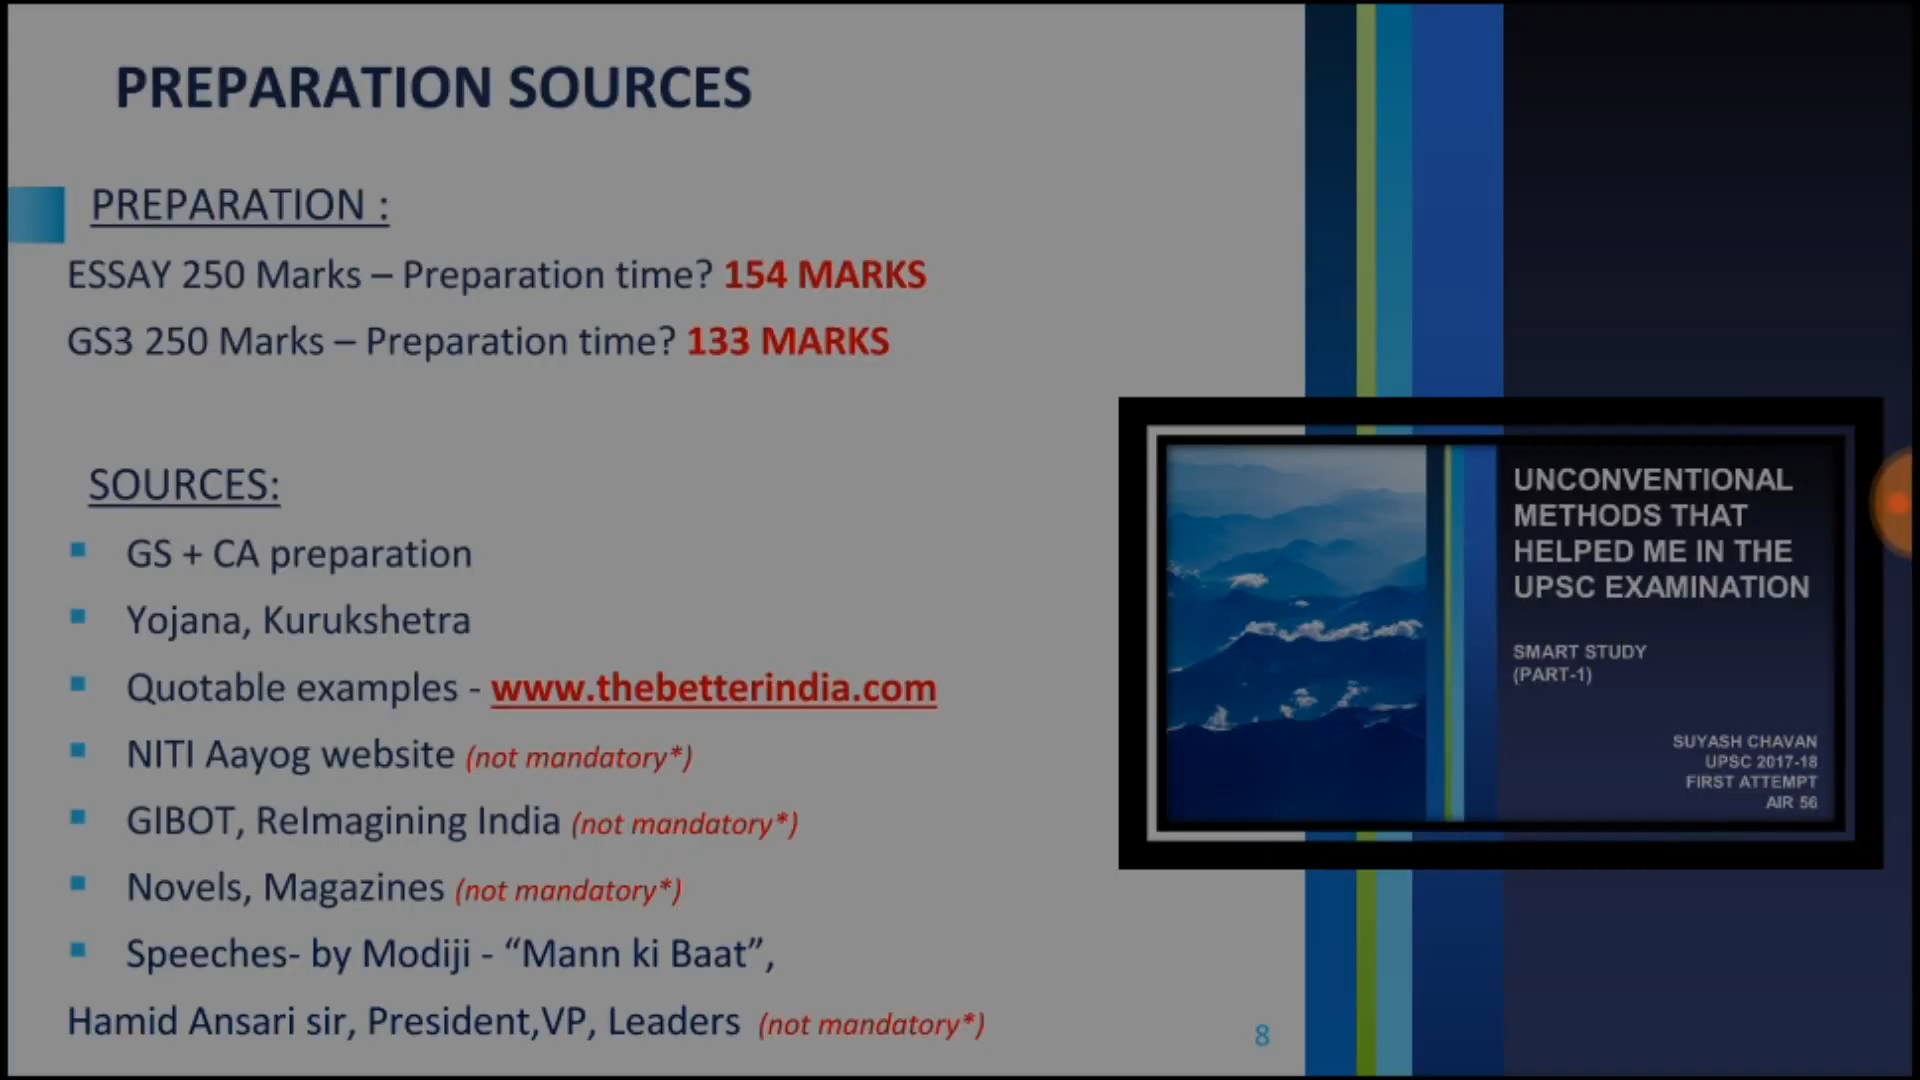 PREPARATION SOURCES
PREPARATION :
ESSAY 250 Marks – Preparation time? 154 MARKS
GS3 250 Marks – Preparation time? 133 MARKS
SOURCES:
GS + CA preparation
Yojana, Kurukshetra
Quotable examples - www.thebetterindia.com
NITI Aayog website (not mandatory*)
GIBOT, ReImagining India (not mandatory*)
Novels, Magazines (not mandatory*)
Speeches- by Modiji - “Mann ki Baat”,
Hamid Ansari sir, President,VP, Leaders (not mandatory*)
8
UNCONVENTIONAL
METHODS THAT
HELPED ME IN THE
UPSC EXAMINATION
SMART STUDY
(PART-1)
SUYASH CHAVAN
UPSC 2017-18
FIRST ATTEMPT
AIR 56